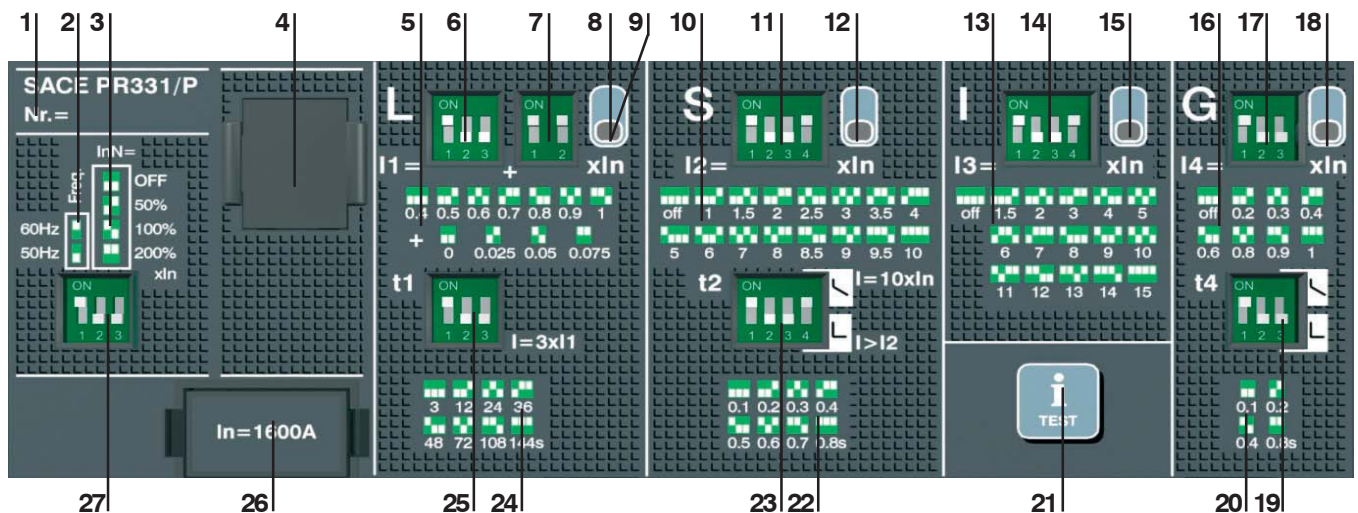 1 2 3 4 5 6 7 8 9 10 11 12 13 14 15 16 17 18
SACE PR331/P
Nr.=
InN=
Freq
OFF
50%
60Hz
100%
50Hz
200%
xIn
ON
1 2 3
In=1600A
L
ON
1 2 3
ON
1 2
I1=
+
xIn
0.4 0.5 0.6 0.7 0.8 0.9 1
+
0 0.025 0.05 0.075
t1
ON
1 2 3
I=3xI1
3 12 24 36
48 72 108 144s
S
ON
1 2 3 4
I2=
xIn
off 1 1.5 2 2.5 3 3.5 4
5 6 7 8 8.5 9 9.5 10
t2
ON
1 2 3 4
I=10xIn
I>I2
0.1 0.2 0.3 0.4
0.5 0.6 0.7 0.8s
I
ON
1 2 3 4
I3=
xIn
off 1.5 2 3 4 5
6 7 8 9 10
11 12 13 14 15
i
TEST
G
ON
1 2 3
I4=
xIn
off 0.2 0.3 0.4
0.6 0.8 0.9 1
t4
ON
1 2 3
0.1 0.2
0.4 0.8s
27 26 25 24 23 22 21 20 19